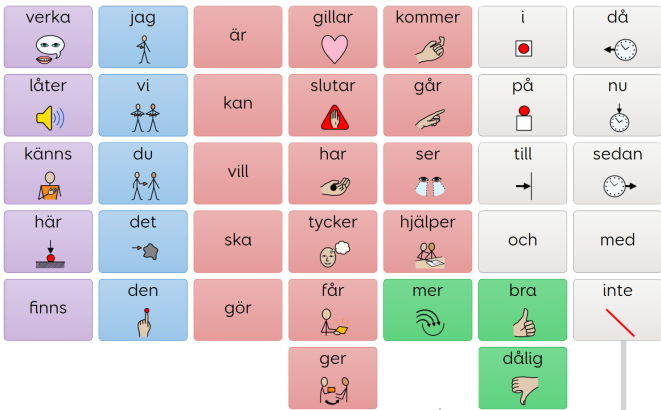 verka jag är gillar kommer i då
låter vi kan slutar går på nu
känns du vill har ser till sedan
här det ska tycker hjälper och med
finns den gör får mer bra inte
ger dålig